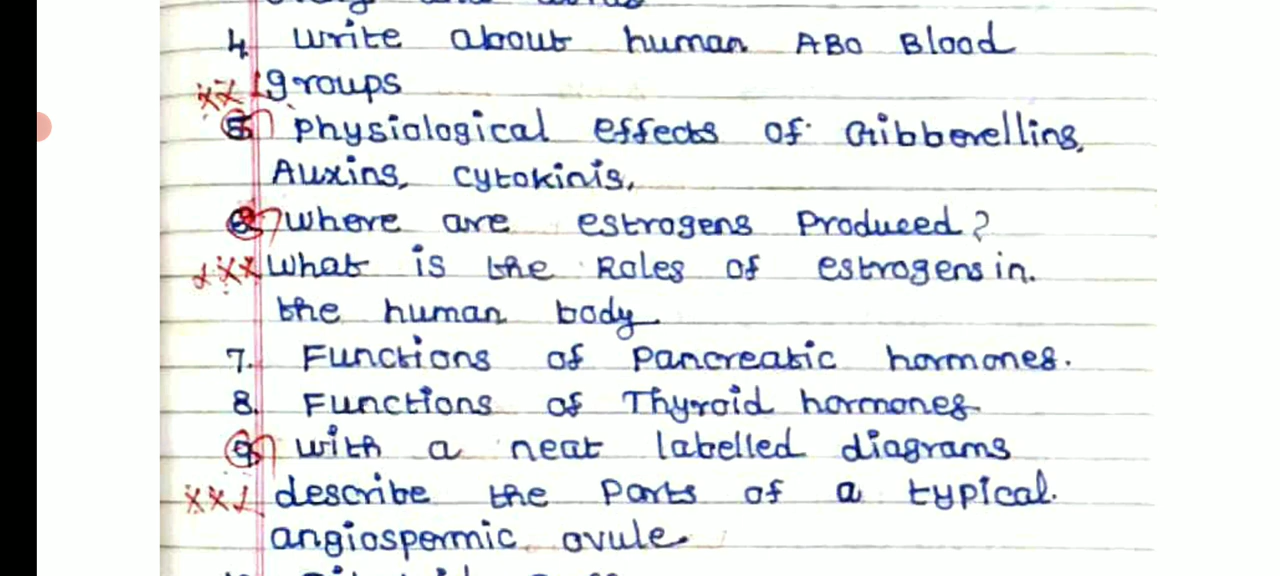 4. Write about human ABO Blood
groups
5 Physiological effects of Gibberellins,
Auxins, Cytokinis,
where are estrogens Produced?
What is the Roles of estrogens in.
the human body
7. Functions of Pancreatic hormones.
8. Functions of Thyroid hormones
9 with a neat labelled diagrams
describe the Parts of a typical.
angiospermic ovule